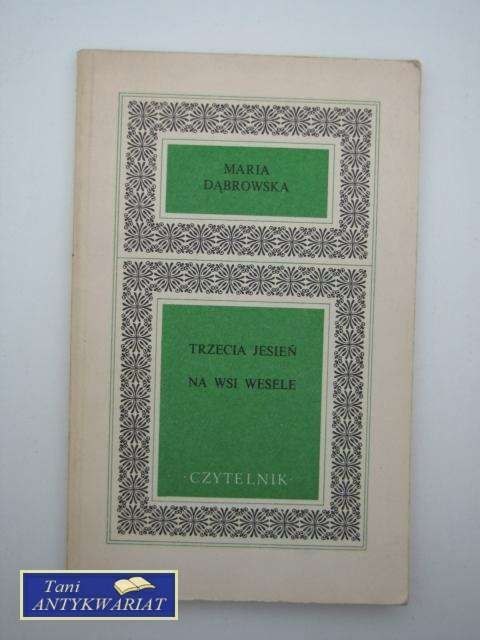 MARIA
DĄBROWSKA
TRZECIA JESIEŃ
NA WSI WESELE
·CZYTELNIK·
Tani
ANTYKWARIAT